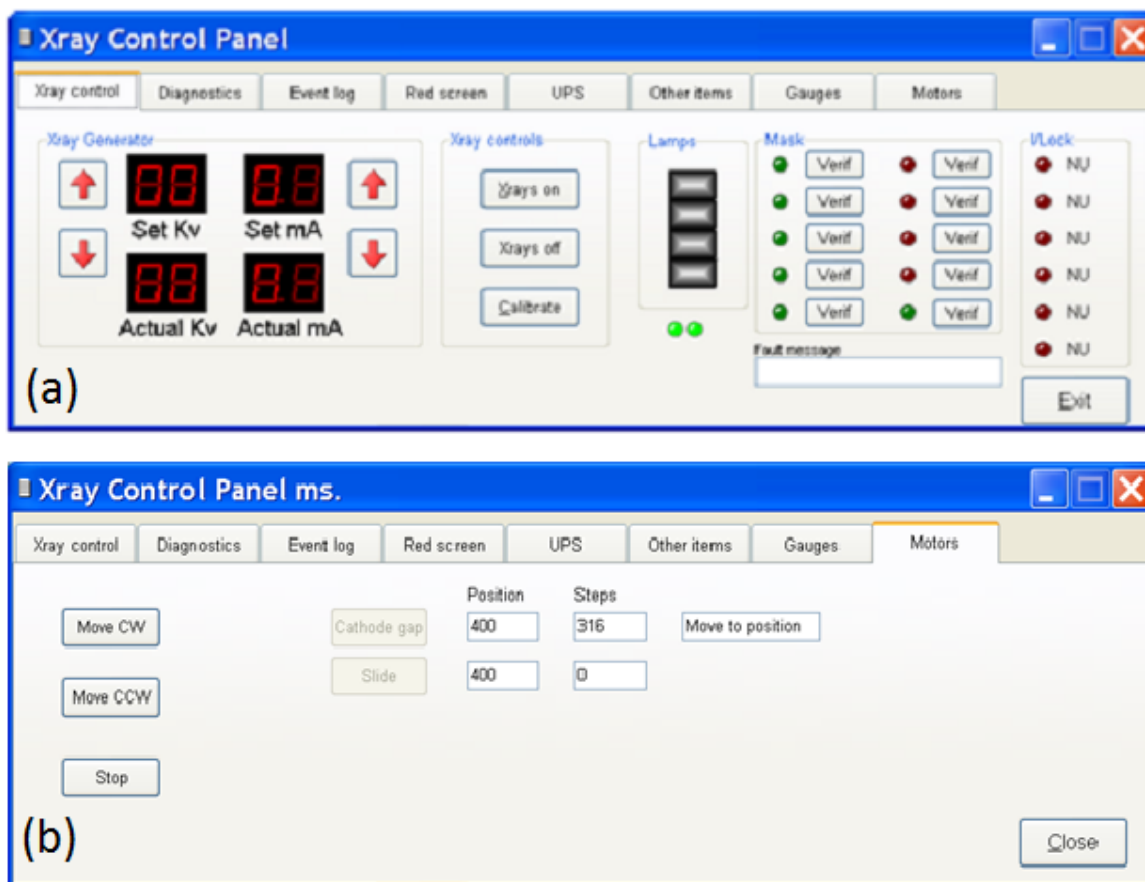 Xray Control Panel
Xray control Diagnostics Event log Red screen UPS Other items Gauges Motors
Xray Generator Xray controls Lamps Mask I/Lock
Verif Verif NU
Xrays on
Verif Verif NU
Set Kv Set mA
Verif Verif NU
Xrays off
Verif Verif NU
Calibrate
Verif Verif NU
Actual Kv Actual mA
Fault message NU
(a)
Exit
Xray Control Panel ms.
Xray control Diagnostics Event log Red screen UPS Other items Gauges Motors
Position Steps
Move CW Cathode gap 400 316 Move to position
Slide 400 0
Move CCW
Stop
(b)
Close